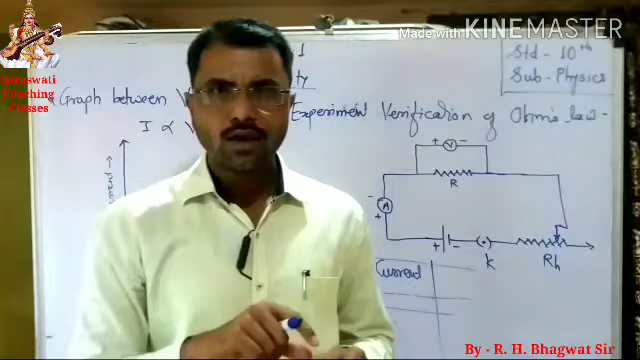 Made with KINEMASTER
Std - 10th
Sub - Physics
Saraswati
Coaching
Classes
Graph between V
I ∝ V
Experiment Verification of Ohm's law -
+ V -
R
-
A
+
+ -
K
Rh
Current
By - R. H. Bhagwat Sir